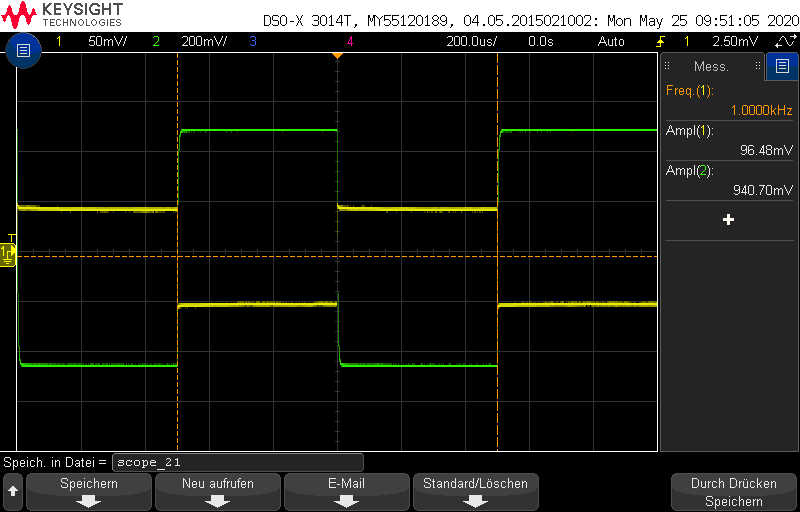 KEYSIGHT
TECHNOLOGIES
DSO-X 3014T, MY55120189, 04.05.2015021002: Mon May 25 09:51:05 2020
1 50mV/ 2 200mV/ 3 4 200.0us/ 0.0s Auto 1 2.50mV
Mess.
Freq.(1):
1.0000kHz
Ampl(1):
96.48mV
Ampl(2):
940.70mV
T
1
Speich. in Datei = scope_21
Speichern
Neu aufrufen
E-Mail
Standard/Löschen
Durch Drücken
Speichern